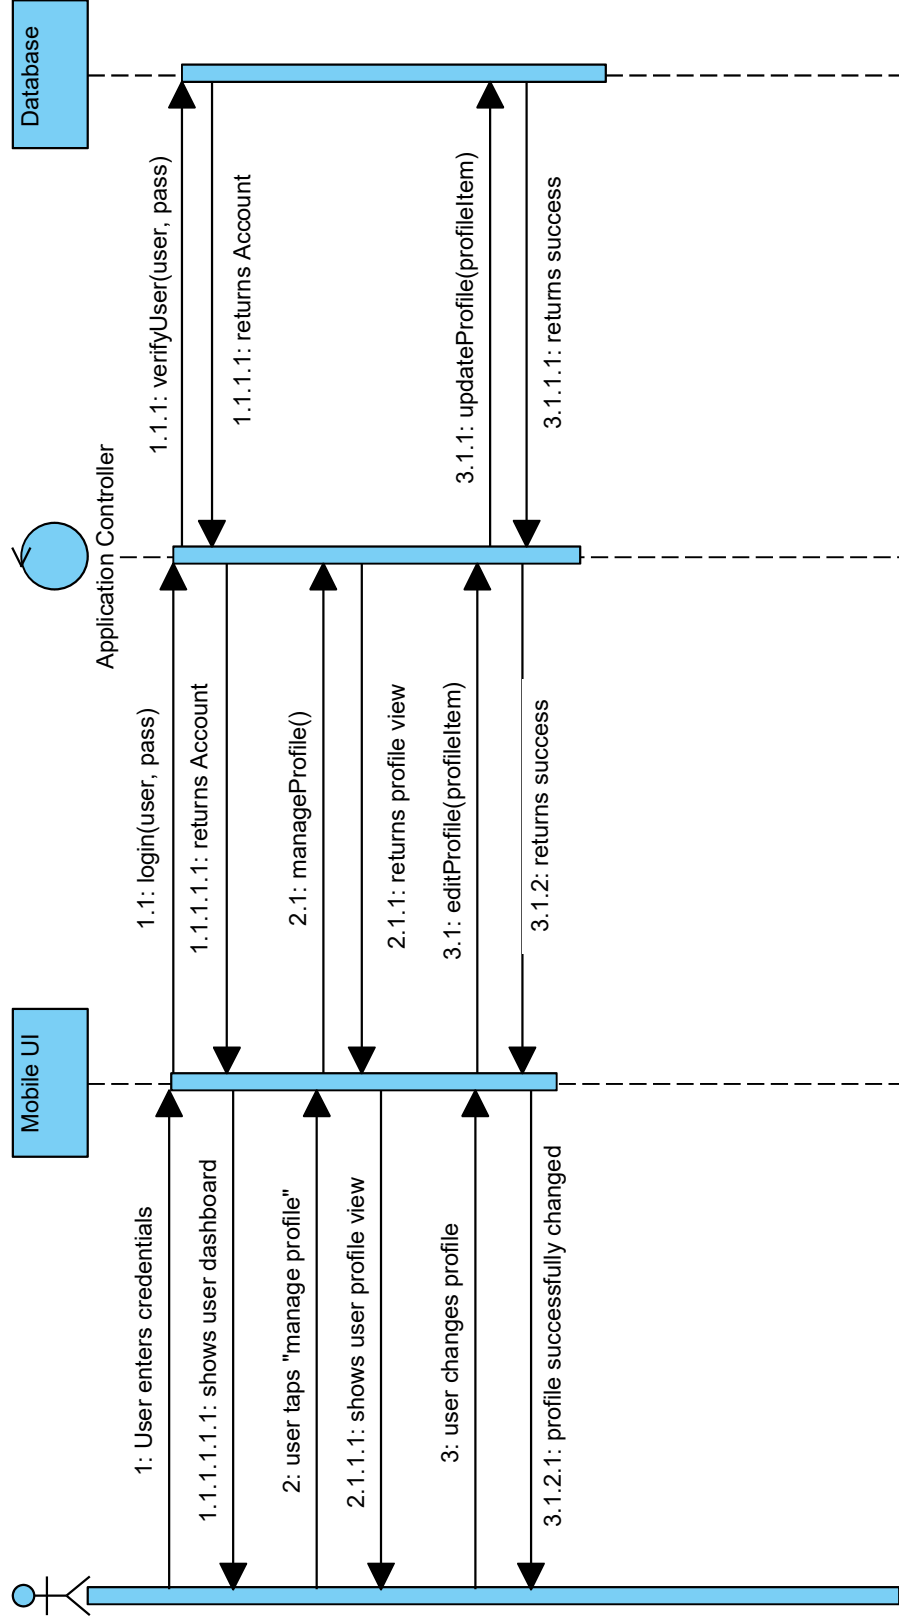 Mobile UI
Application Controller
Database
1: User enters credentials
1.1: login(user, pass)
1.1.1: verifyUser(user, pass)
1.1.1.1: returns Account
1.1.1.1.1: returns Account
1.1.1.1.1.1: shows user dashboard
2: user taps "manage profile"
2.1: manageProfile()
2.1.1: returns profile view
2.1.1.1: shows user profile view
3: user changes profile
3.1: editProfile(profileItem)
3.1.1: updateProfile(profileItem)
3.1.1.1: returns success
3.1.2: returns success
3.1.2.1: profile successfully changed